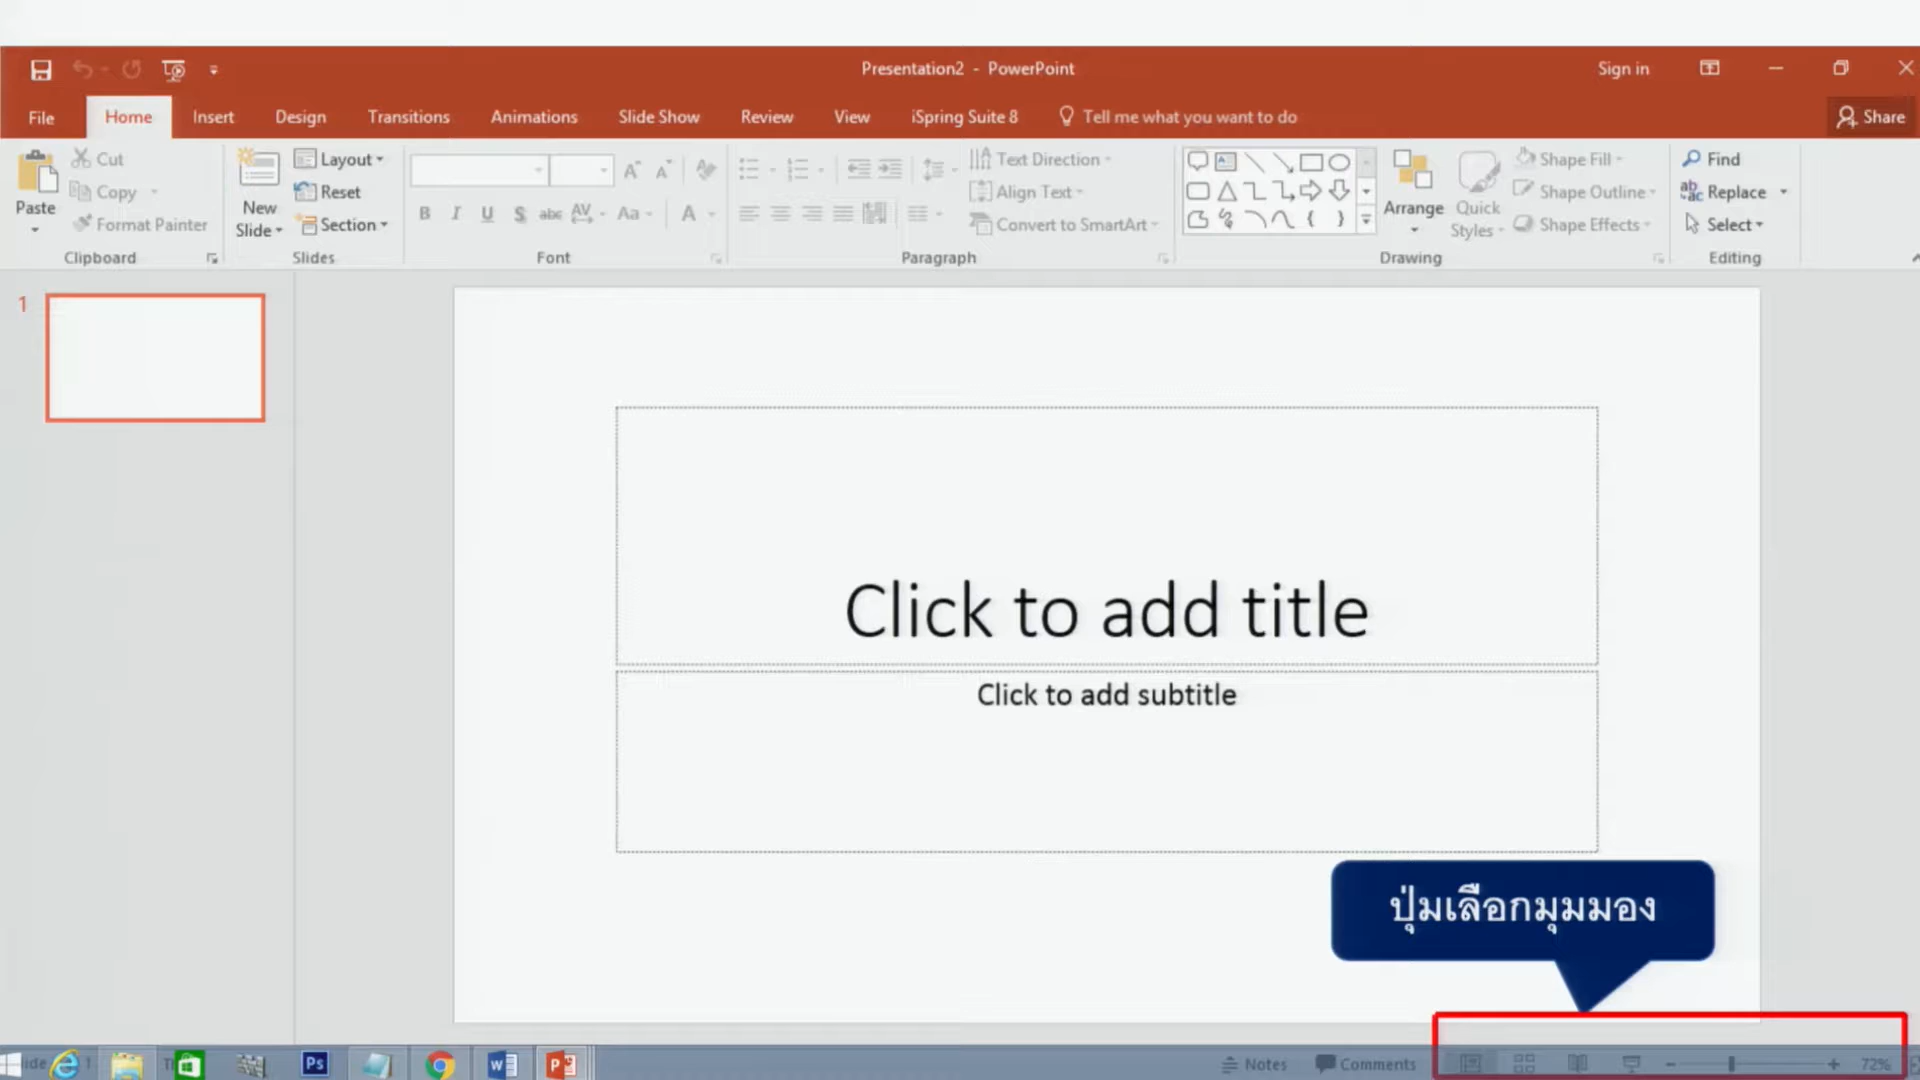 Presentation2 - PowerPoint
Sign in
File Home Insert Design Transitions Animations Slide Show Review View iSpring Suite 8 Tell me what you want to do Share
Paste
Cut
Copy
Format Painter
Clipboard
New Slide
Layout
Reset
Section
Slides
B I U S abc AV Aa A
Font
Text Direction
Align Text
Convert to SmartArt
Paragraph
Arrange
Quick Styles
Shape Fill
Shape Outline
Shape Effects
Drawing
Find
Replace
Select
Editing
1
Click to add title
Click to add subtitle
ปุ่มเลือกมุมมอง
Notes Comments 72%